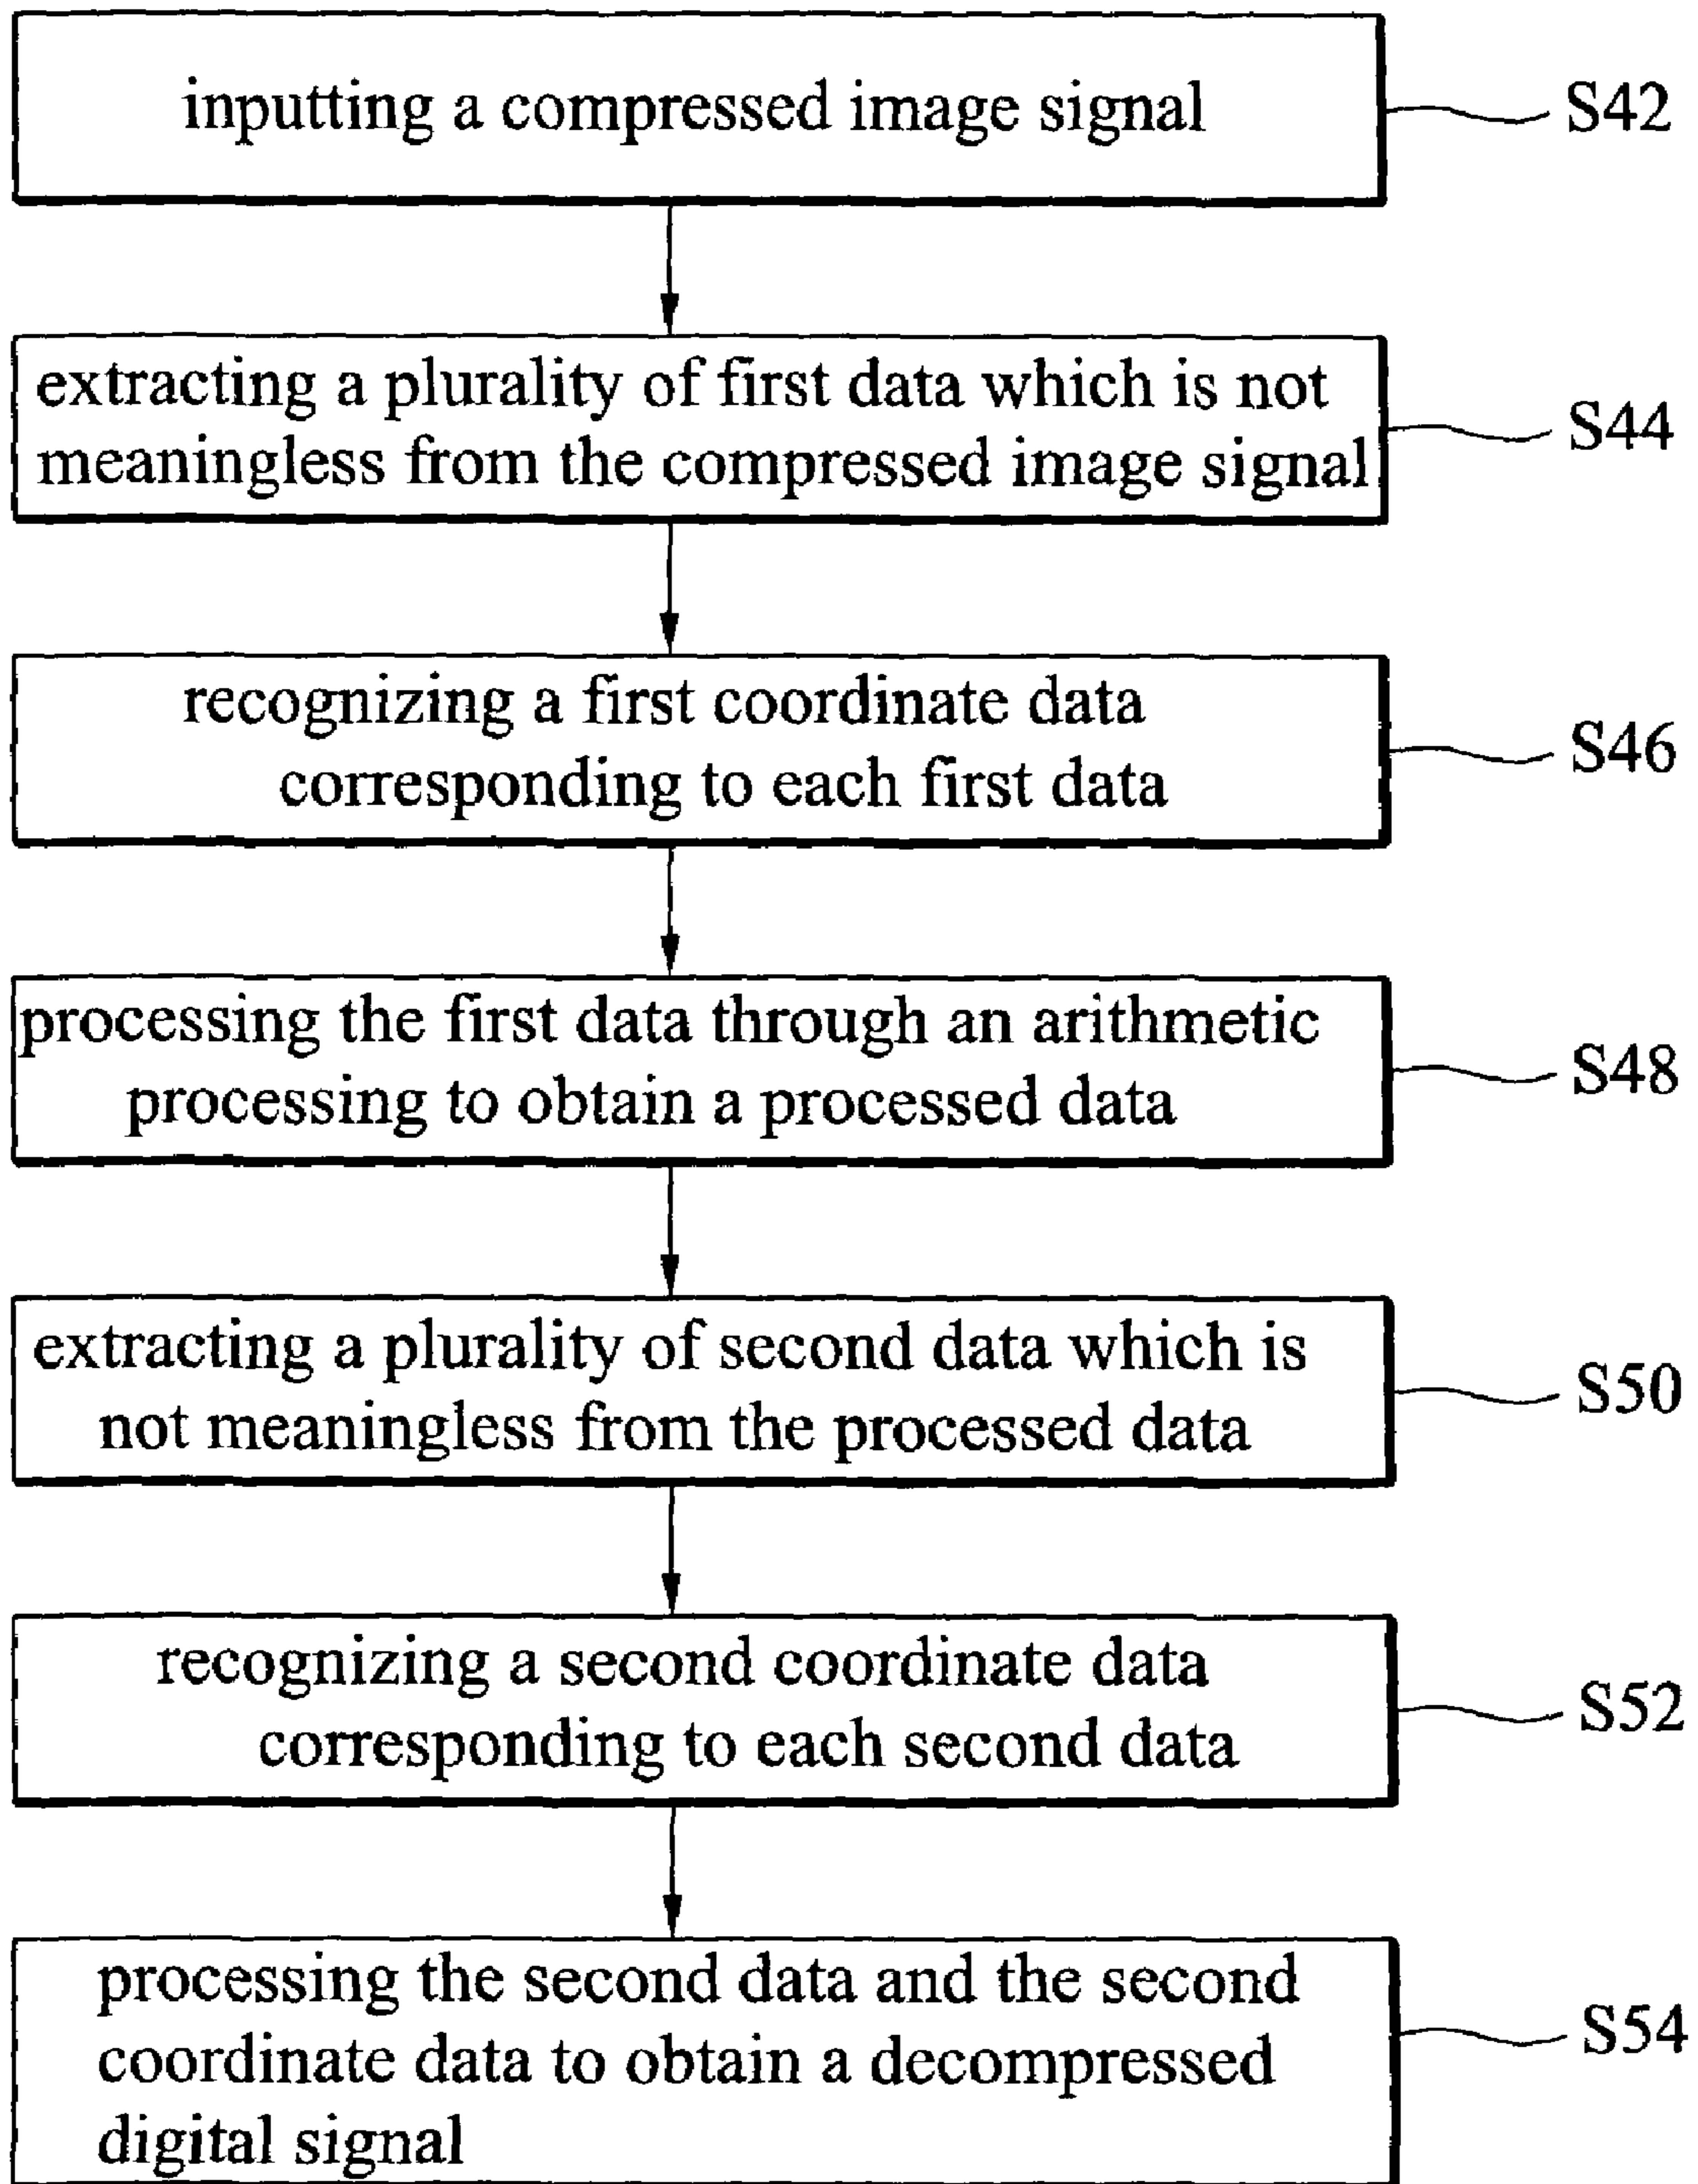 inputting a compressed image signal
S42
extracting a plurality of first data which is not
meaningless from the compressed image signal
S44
recognizing a first coordinate data
corresponding to each first data
S46
processing the first data through an arithmetic
processing to obtain a processed data
S48
extracting a plurality of second data which is
not meaningless from the processed data
S50
recognizing a second coordinate data
corresponding to each second data
S52
processing the second data and the second
coordinate data to obtain a decompressed
digital signal
S54